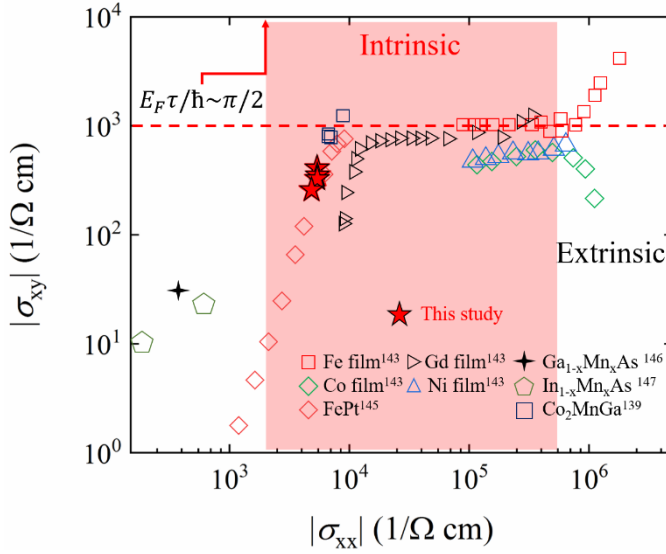 10⁴
Intrinsic
E_Fτ/ħ~π/2
10³
|σ_xy| (1/Ω cm)
10²
Extrinsic
This study
10¹
Fe film¹⁴³
Gd film¹⁴³
Ga₁₋ₓMnₓAs ¹⁴⁶
Co film¹⁴³
Ni film¹⁴³
In₁₋ₓMnₓAs ¹⁴⁷
FePt¹⁴⁵
Co₂MnGa¹³⁹
10⁰
10³
10⁴
10⁵
10⁶
|σ_xx| (1/Ω cm)